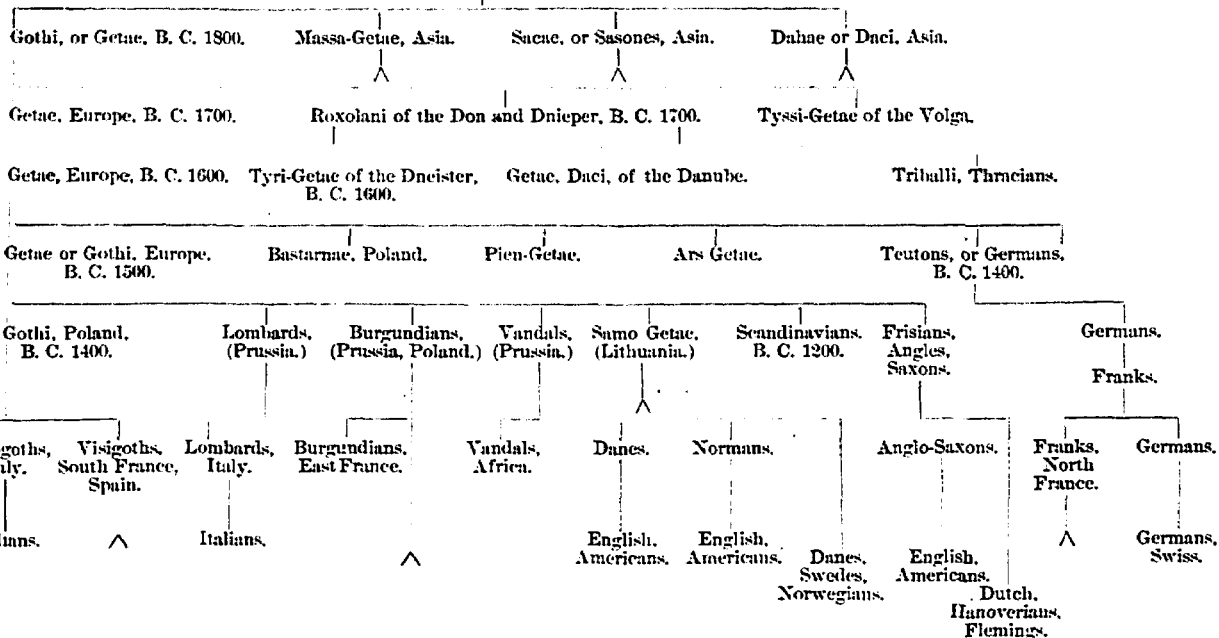 Gothi, or Getae, B. C. 1800. Massa-Getae, Asia. Sacae, or Sasones, Asia. Dahae or Daci, Asia.
Getae, Europe, B. C. 1700. Roxolani of the Don and Dnieper, B. C. 1700. Tyssi-Getae of the Volga.
Getae, Europe, B. C. 1600. Tyri-Getae of the Dneister, Getae, Daci, of the Danube. Triballi, Thracians.
B. C. 1600.
Getae or Gothi, Europe, Bastarnae, Poland. Pien-Getae. Ars Getae. Teutons, or Germans,
B. C. 1500. B. C. 1400.
Gothi, Poland, Lombards, Burgundians, Vandals, Samo Getae, Scandinavians. Frisians, Germans.
B. C. 1400. (Prussia.) (Prussia, Poland.) (Prussia.) (Lithuania.) B. C. 1200. Angles,
Saxons. Franks.
goths, Visigoths, Lombards, Burgundians, Vandals, Danes. Normans. Anglo-Saxons. Franks, Germans.
aly. South France, Italy. East France. Africa. North
Spain. France.
lians. Italians. English, English, Germans,
Americans. Americans. Danes, English, Swiss.
Swedes, Americans.
Norwegians. Dutch,
Hanoverians,
Flemings.